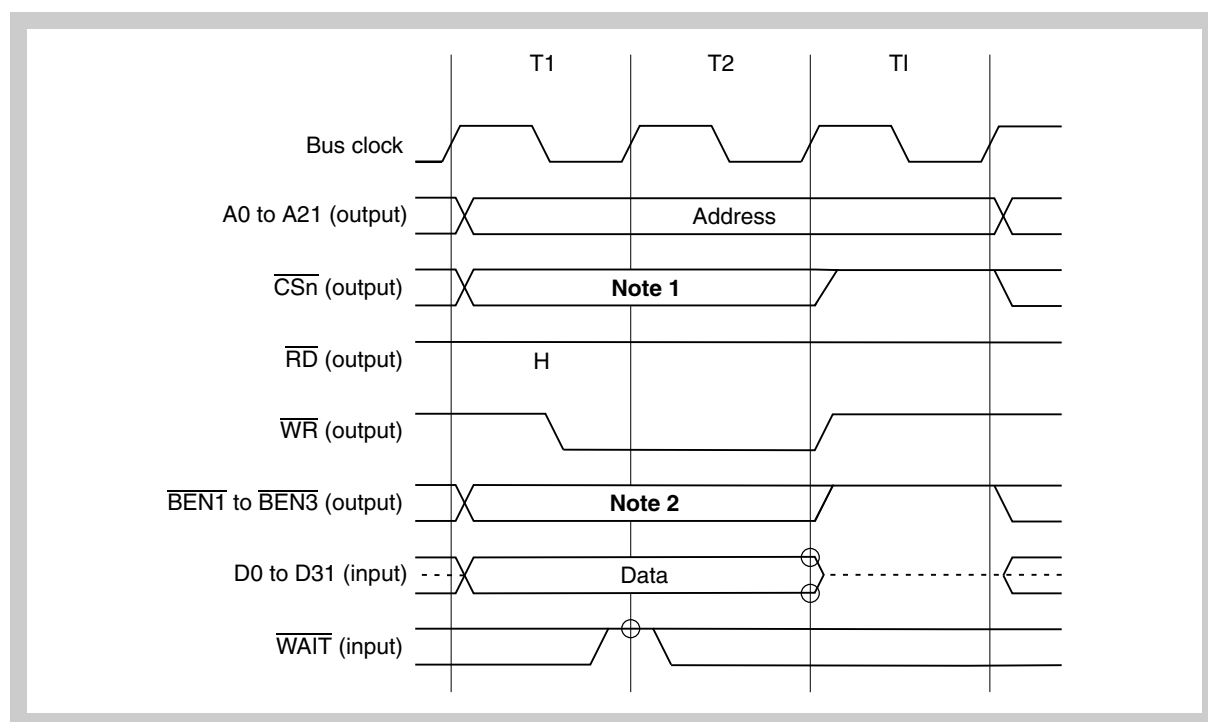 T1 T2 TI
Bus clock
A0 to A21 (output) Address
CSn (output) Note 1
RD (output) H
WR (output)
BEN1 to BEN3 (output) Note 2
D0 to D31 (input) Data
WAIT (input)